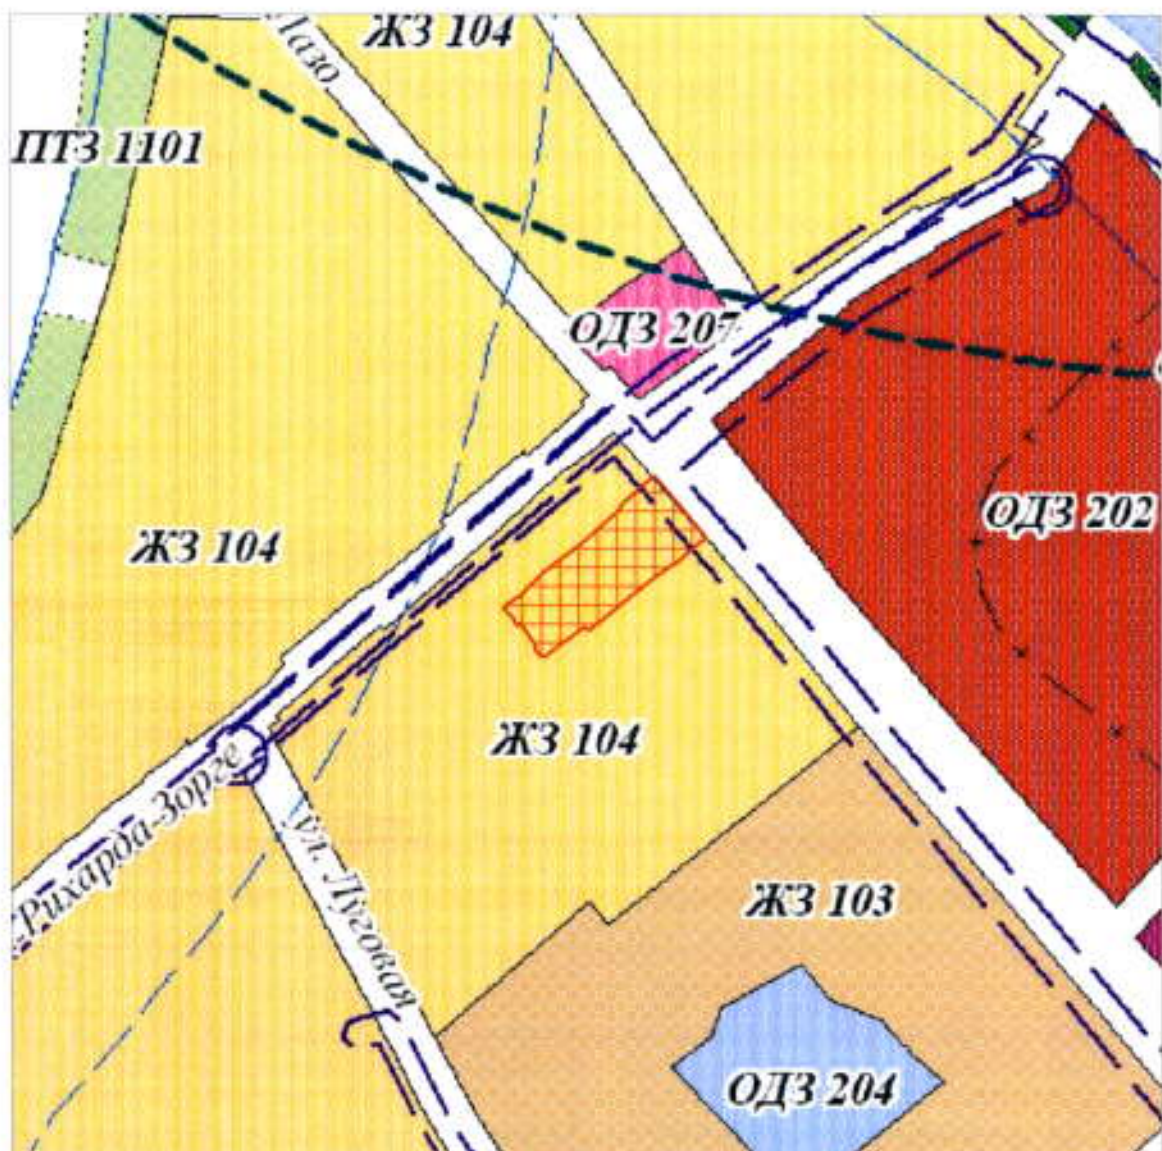 ЖЗ 104
Лазо.
ПТЗ 1101
ОДЗ 207
ОДЗ 202
ЖЗ 104
ЖЗ 104
Рихарда-Зорге
ул. Луговая
ЖЗ 103
ОДЗ 204